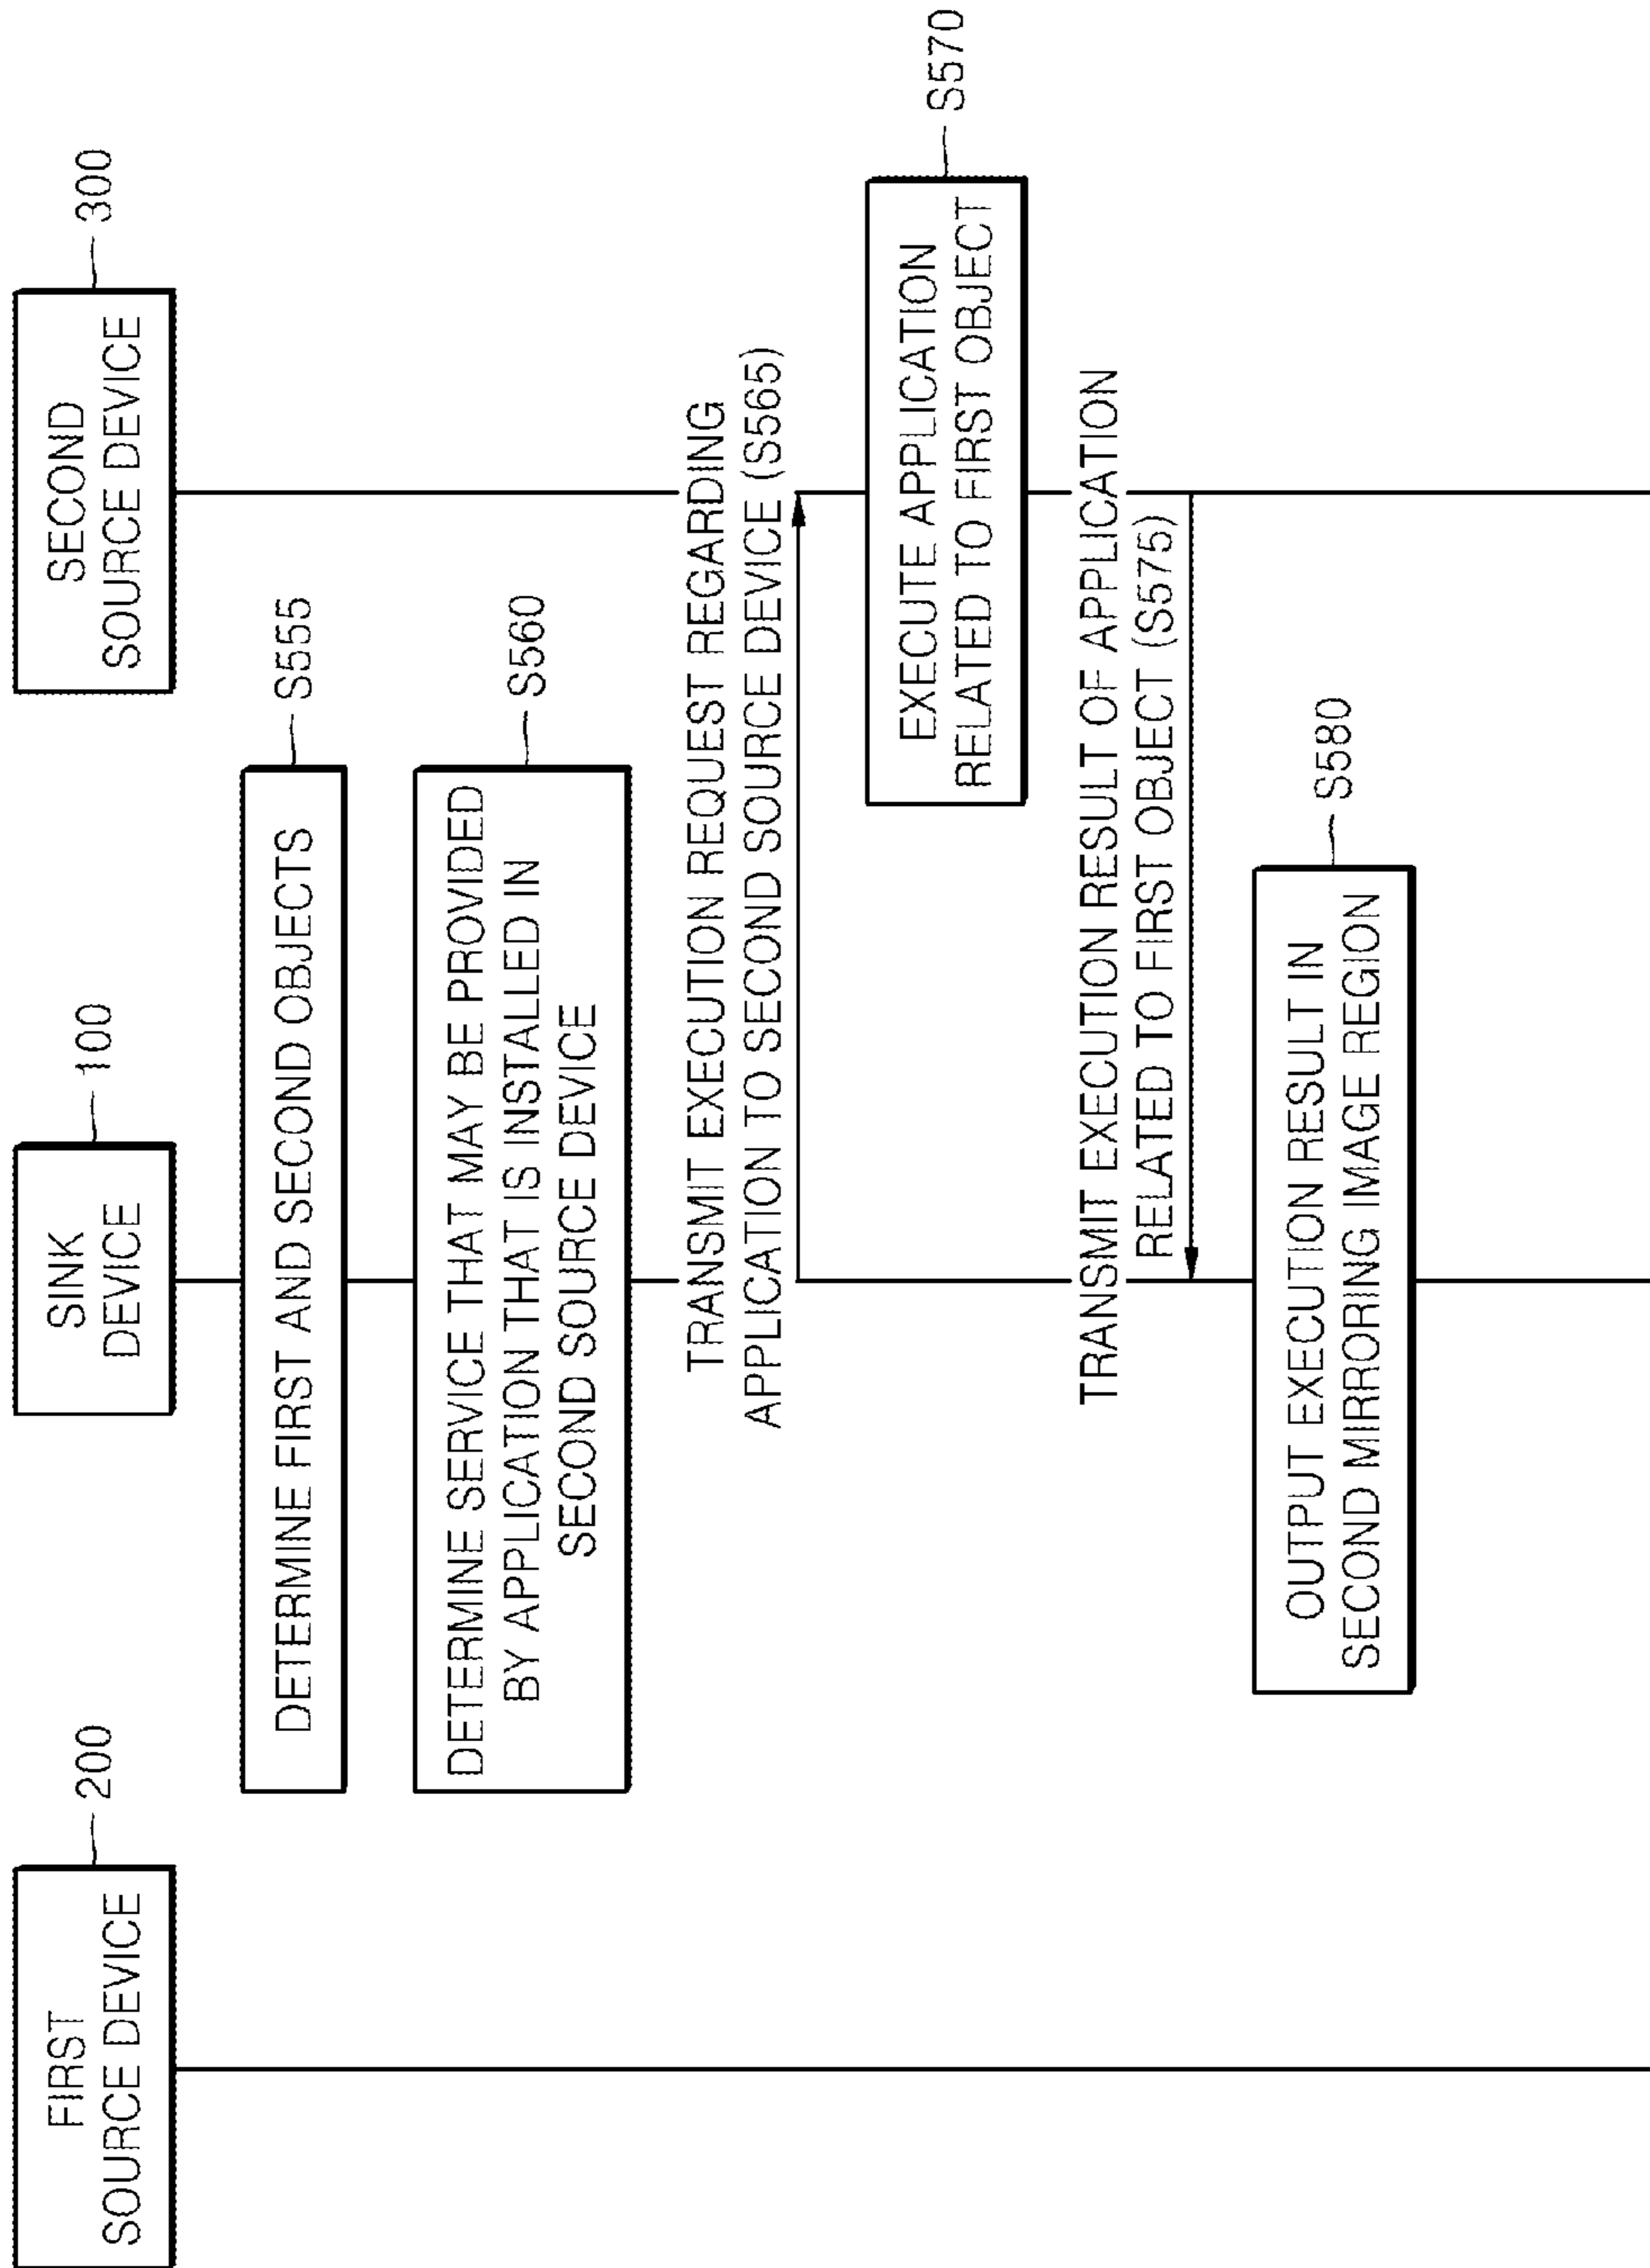 FIRST
SOURCE DEVICE
200
SINK
DEVICE
100
SECOND
SOURCE DEVICE
300
DETERMINE FIRST AND SECOND OBJECTS
S555
DETERMINE SERVICE THAT MAY BE PROVIDED
BY APPLICATION THAT IS INSTALLED IN
SECOND SOURCE DEVICE
S560
TRANSMIT EXECUTION REQUEST REGARDING
APPLICATION TO SECOND SOURCE DEVICE (S565)
EXECUTE APPLICATION
RELATED TO FIRST OBJECT
S570
TRANSMIT EXECUTION RESULT OF APPLICATION
RELATED TO FIRST OBJECT (S575)
OUTPUT EXECUTION RESULT IN
SECOND MIRRORING IMAGE REGION
S580